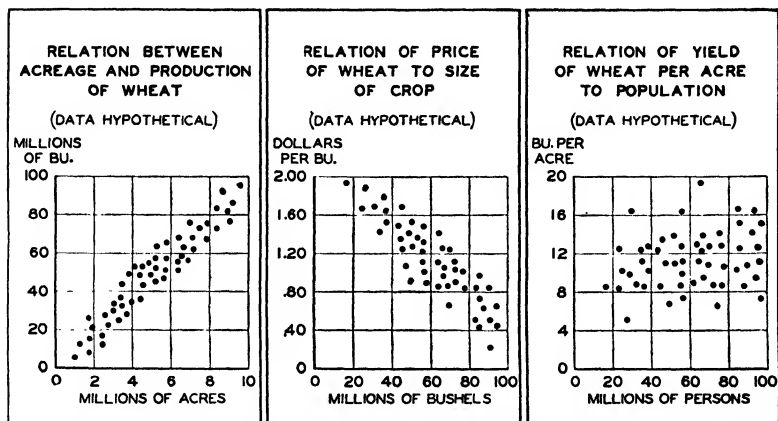 RELATION BETWEEN
ACREAGE AND PRODUCTION
OF WHEAT
(DATA HYPOTHETICAL)
MILLIONS
OF BU.
100
80
60
40
20
0
0 2 4 6 8 10
MILLIONS OF ACRES
RELATION OF PRICE
OF WHEAT TO SIZE
OF CROP
(DATA HYPOTHETICAL)
DOLLARS
PER BU.
2.00
1.60
1.20
.80
.40
0
0 20 40 60 80 100
MILLIONS OF BUSHELS
RELATION OF YIELD
OF WHEAT PER ACRE
TO POPULATION
(DATA HYPOTHETICAL)
BU. PER
ACRE
20
16
12
8
4
0
0 20 40 60 80 100
MILLIONS OF PERSONS